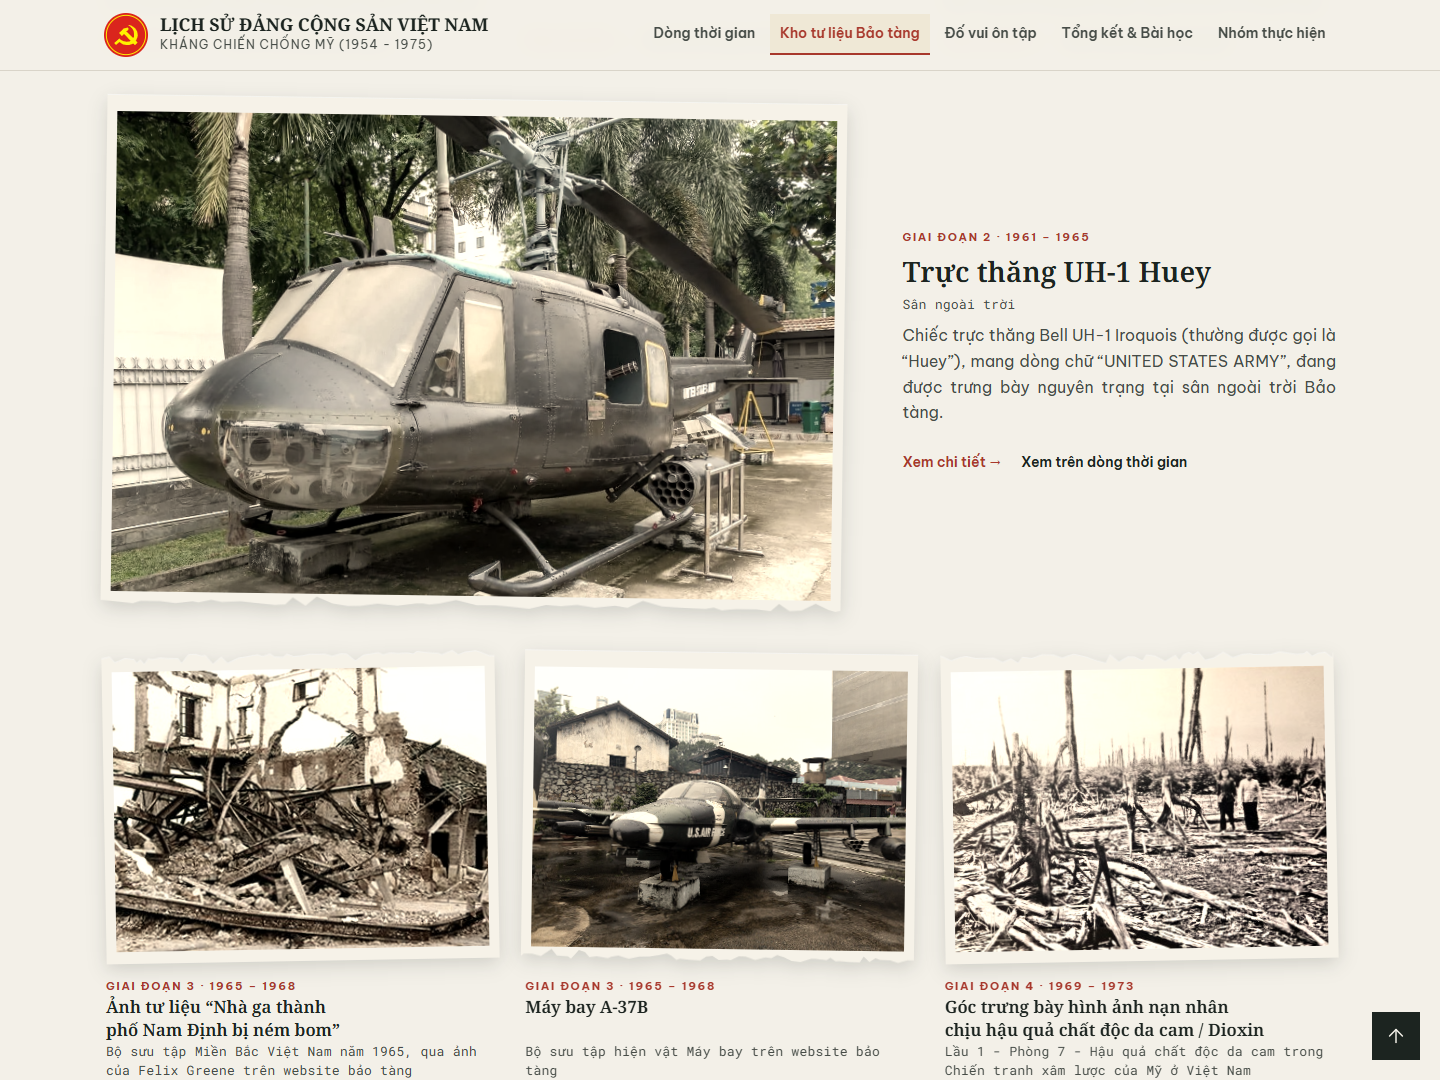 LỊCH SỬ ĐẢNG CỘNG SẢN VIỆT NAM
KHÁNG CHIẾN CHỐNG MỸ (1954 - 1975)
Dòng thời gian
Kho tư liệu Bảo tàng
Đố vui ôn tập
Tổng kết & Bài học
Nhóm thực hiện
GIAI ĐOẠN 2 · 1961 – 1965
Trực thăng UH-1 Huey
Sân ngoài trời
Chiếc trực thăng Bell UH-1 Iroquois (thường được gọi là
“Huey”), mang dòng chữ “UNITED STATES ARMY”, đang
được trưng bày nguyên trạng tại sân ngoài trời Bảo
tàng.
Xem chi tiết →
Xem trên dòng thời gian
U.S.AIR FORCE
GIAI ĐOẠN 3 · 1965 – 1968
Ảnh tư liệu “Nhà ga thành
phố Nam Định bị ném bom”
Bộ sưu tập Miền Bắc Việt Nam năm 1965, qua ảnh
của Felix Greene trên website bảo tàng
GIAI ĐOẠN 3 · 1965 – 1968
Máy bay A-37B
Bộ sưu tập hiện vật Máy bay trên website bảo
tàng
GIAI ĐOẠN 4 · 1969 – 1973
Góc trưng bày hình ảnh nạn nhân
chịu hậu quả chất độc da cam / Dioxin
Lầu 1 - Phòng 7 - Hậu quả chất độc da cam trong
Chiến tranh xâm lược của Mỹ ở Việt Nam